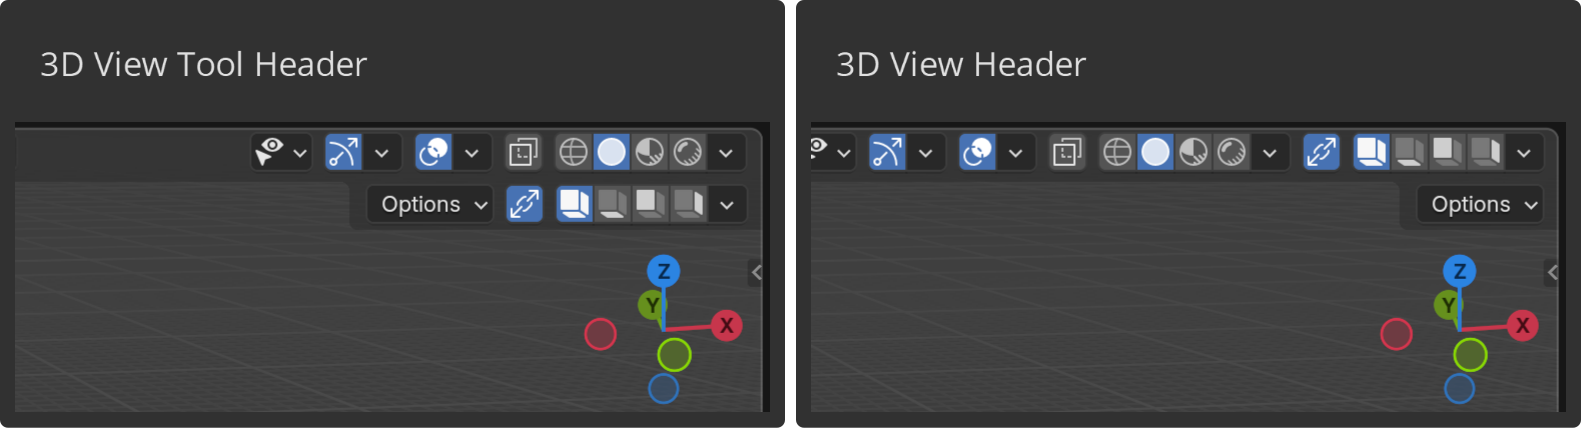 3D View Tool Header
Options
Z
Y
X
3D View Header
Options
Z
Y
X